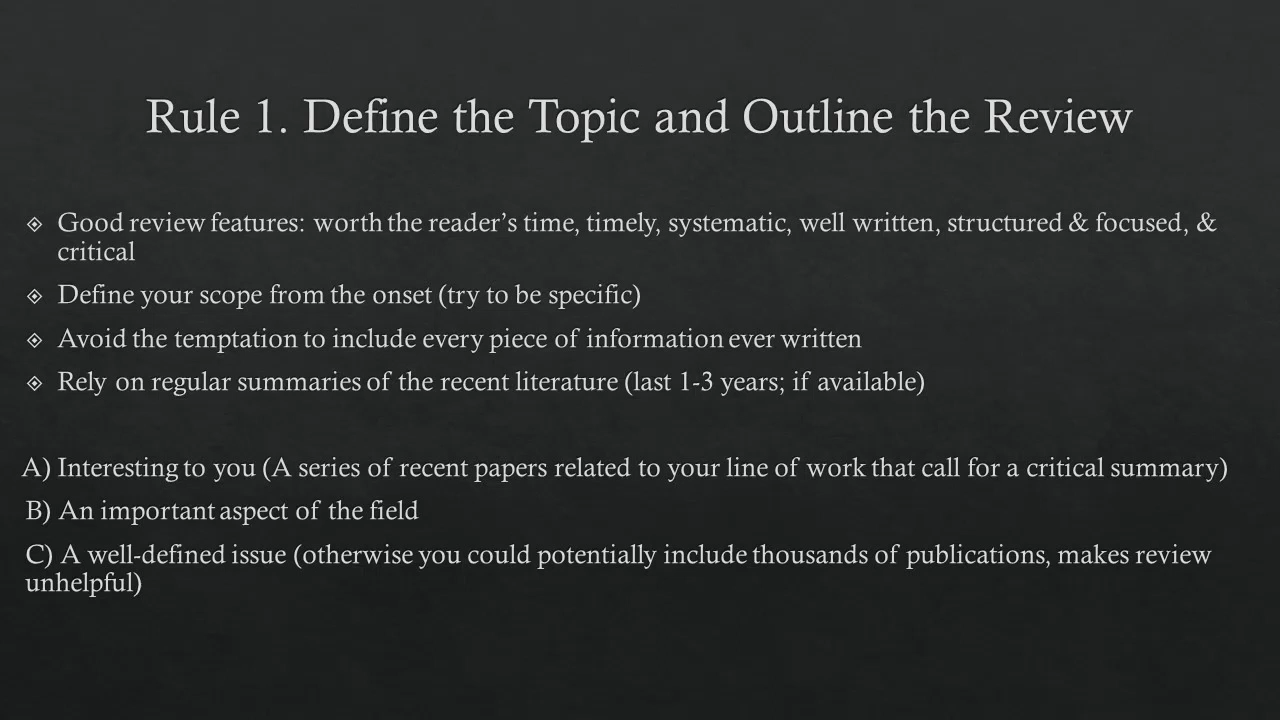 Rule 1. Define the Topic and Outline the Review
Good review features: worth the reader’s time, timely, systematic, well written, structured & focused, &
critical
Define your scope from the onset (try to be specific)
Avoid the temptation to include every piece of information ever written
Rely on regular summaries of the recent literature (last 1-3 years; if available)
A) Interesting to you (A series of recent papers related to your line of work that call for a critical summary)
B) An important aspect of the field
C) A well-defined issue (otherwise you could potentially include thousands of publications, makes review
unhelpful)